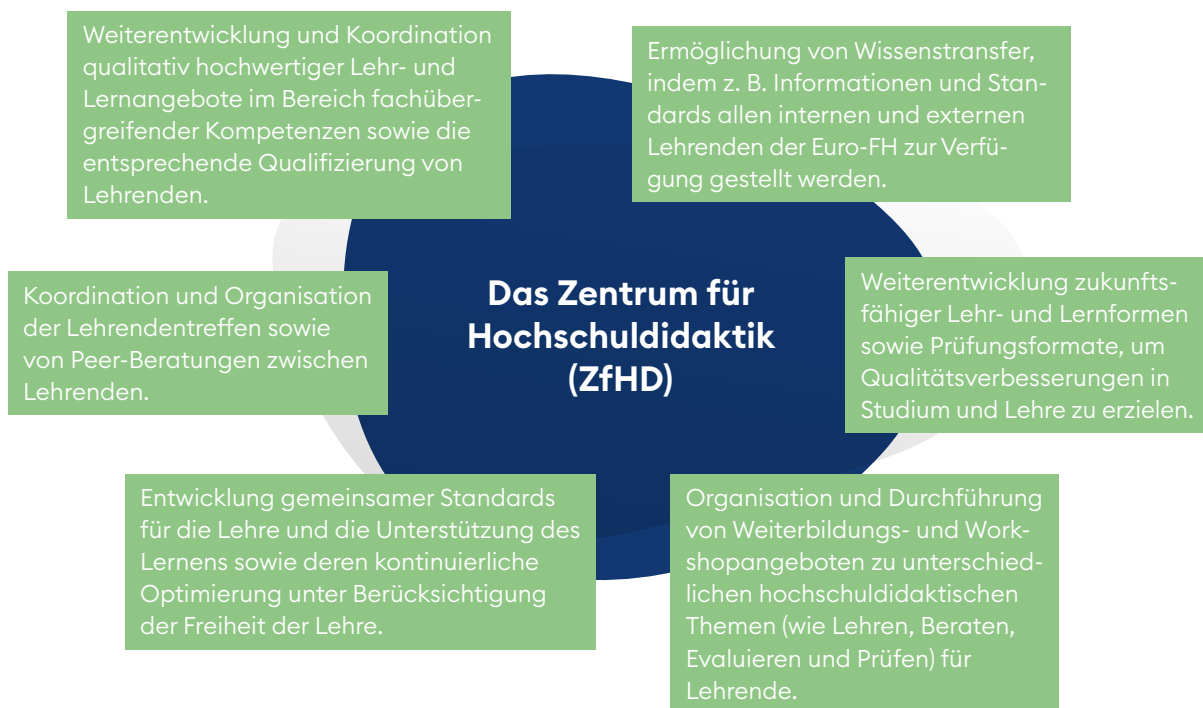 Weiterentwicklung und Koordination
qualitativ hochwertiger Lehr- und
Lernangebote im Bereich fachüber-
greifender Kompetenzen sowie die
entsprechende Qualifizierung von
Lehrenden.
Ermöglichung von Wissenstransfer,
indem z. B. Informationen und Stan-
dards allen internen und externen
Lehrenden der Euro-FH zur Verfü-
gung gestellt werden.
Koordination und Organisation
der Lehrendentreffen sowie
von Peer-Beratungen zwischen
Lehrenden.
Das Zentrum für
Hochschuldidaktik
(ZfHD)
Weiterentwicklung zukunfts-
fähiger Lehr- und Lernformen
sowie Prüfungsformate, um
Qualitätsverbesserungen in
Studium und Lehre zu erzielen.
Entwicklung gemeinsamer Standards
für die Lehre und die Unterstützung des
Lernens sowie deren kontinuierliche
Optimierung unter Berücksichtigung
der Freiheit der Lehre.
Organisation und Durchführung
von Weiterbildungs- und Work-
shopangeboten zu unterschied-
lichen hochschuldidaktischen
Themen (wie Lehren, Beraten,
Evaluieren und Prüfen) für
Lehrende.